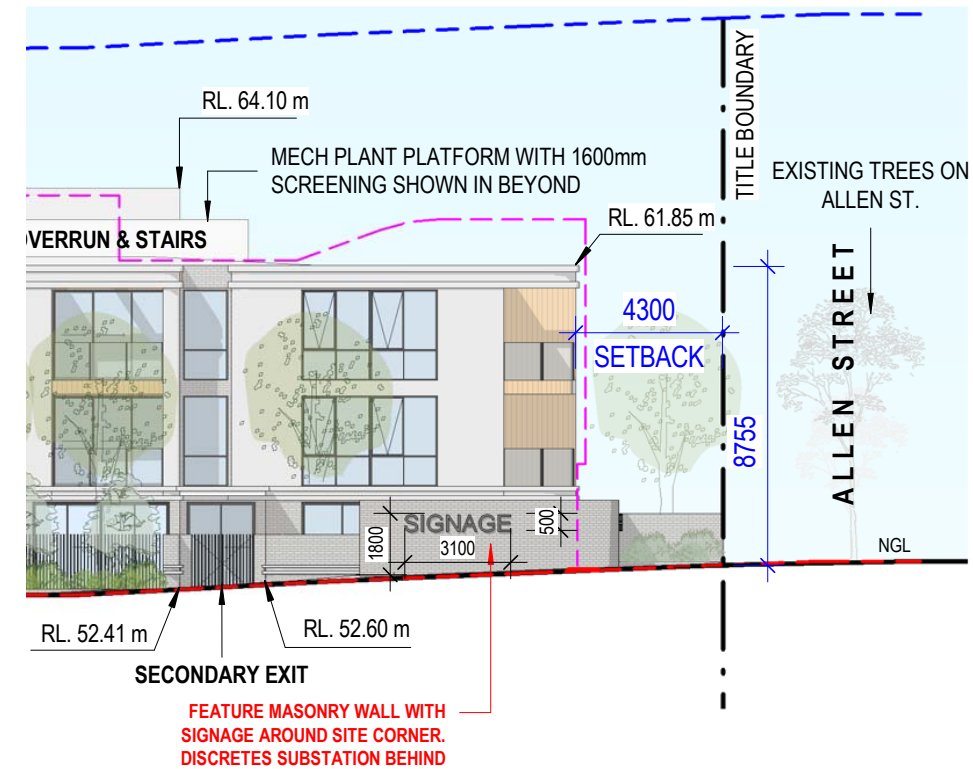 RL. 64.10 m
MECH PLANT PLATFORM WITH 1600mm
SCREENING SHOWN IN BEYOND
TITLE BOUNDARY
EXISTING TREES ON
ALLEN ST.
OVERRUN & STAIRS
RL. 61.85 m
4300
SETBACK
8755
ALLEN STREET
SIGNAGE
1800
3100
500
NGL
RL. 52.41 m
RL. 52.60 m
SECONDARY EXIT
FEATURE MASONRY WALL WITH
SIGNAGE AROUND SITE CORNER.
DISCRETES SUBSTATION BEHIND